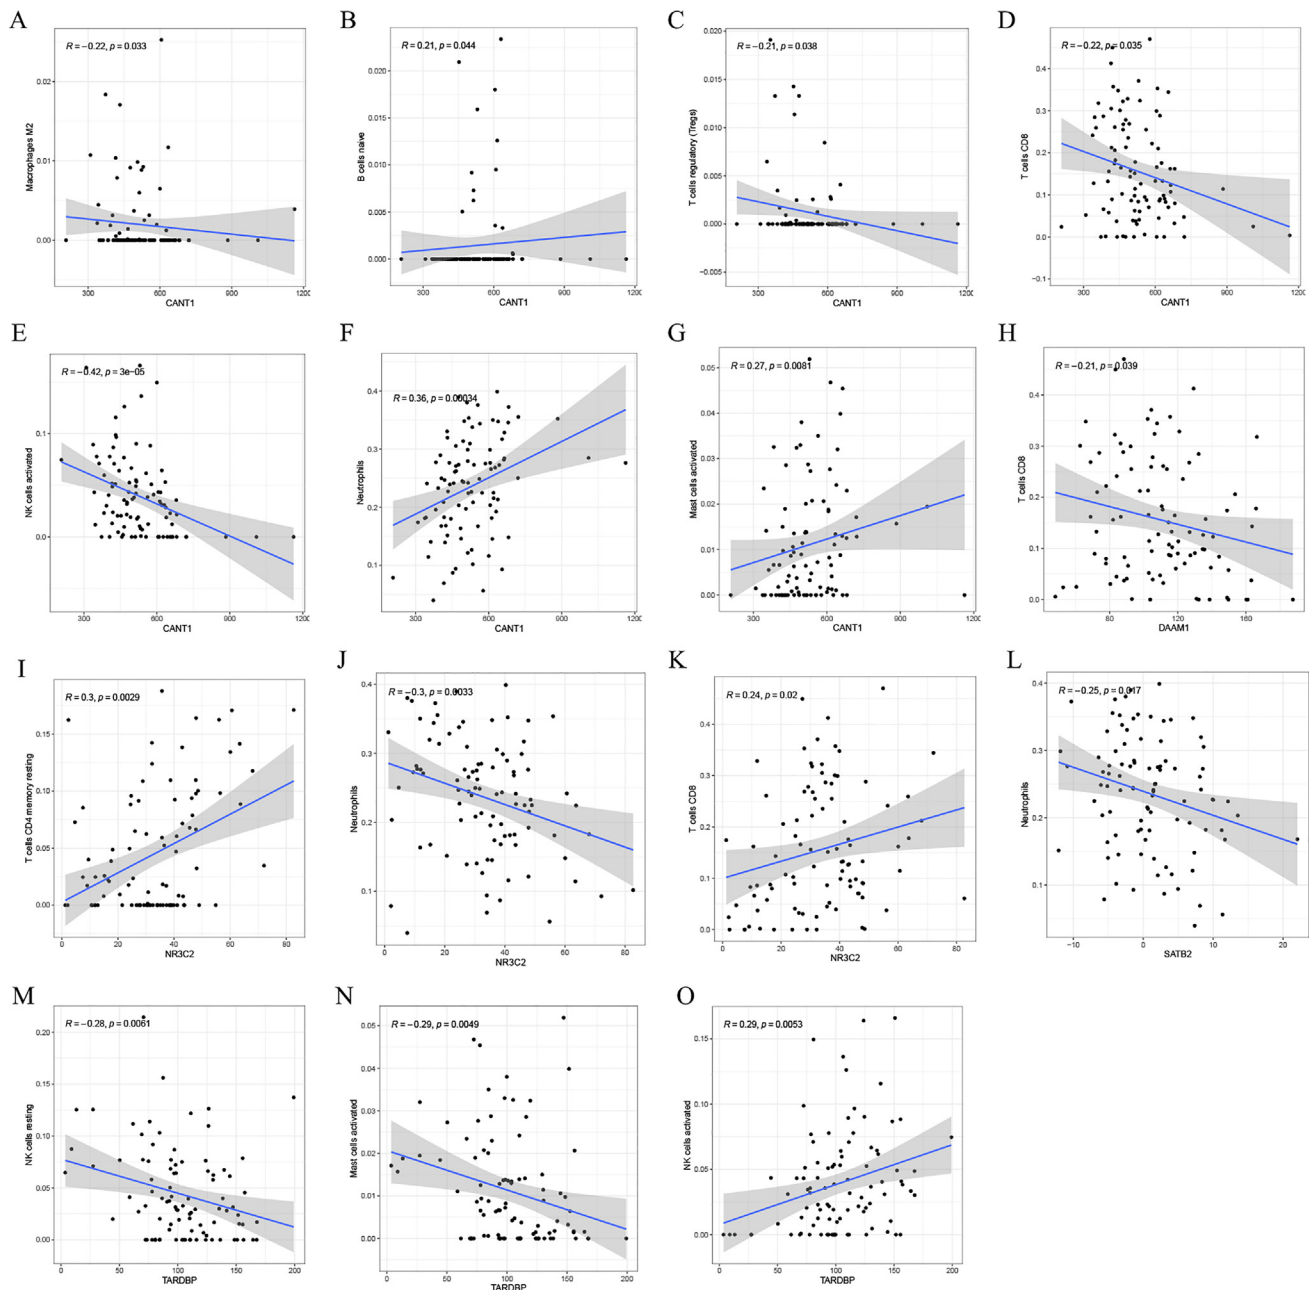 A
R = −0.22, p = 0.033
Macrophages M2
0.02
0.01
0.00
300
600
900
CANT1
B
R = 0.21, p = 0.044
B cells naive
0.020
0.015
0.010
0.005
0.000
300
600
900
CANT1
C
R = −0.21, p = 0.038
T cells regulatory (Tregs)
0.020
0.015
0.010
0.005
0.000
−0.005
300
600
900
1200
CANT1
D
R = −0.22, p = 0.035
T cells CD8
0.4
0.3
0.2
0.1
0.0
−0.1
300
600
900
CANT1
E
R = −0.42, p = 3e−05
NK cells activated
0.1
0.0
300
600
900
CANT1
F
R = 0.36, p = 0.00034
Neutrophils
0.4
0.3
0.2
0.1
300
600
900
CANT1
G
R = 0.27, p = 0.0081
Mast cells activated
0.05
0.04
0.03
0.02
0.01
0.00
300
600
900
1200
CANT1
H
R = −0.21, p = 0.039
T cells CD8
0.4
0.3
0.2
0.1
0.0
80
120
160
DAAM1
I
R = 0.3, p = 0.0029
T cells CD4 memory resting
0.20
0.15
0.10
0.05
0.00
0
20
40
60
80
NR3C2
J
R = −0.3, p = 0.0033
Neutrophils
0.4
0.3
0.2
0.1
0
20
40
60
80
NR3C2
K
R = 0.24, p = 0.02
T cells CD8
0.4
0.3
0.2
0.1
0.0
0
20
40
60
80
NR3C2
L
R = −0.25, p = 0.017
Neutrophils
0.4
0.3
0.2
0.1
−10
0
10
20
SATB2
M
R = −0.28, p = 0.0061
NK cells resting
0.20
0.15
0.10
0.05
0.00
0
50
100
150
200
TARDBP
N
R = −0.29, p = 0.0049
Mast cells activated
0.05
0.04
0.03
0.02
0.01
0.00
0
50
100
150
200
TARDBP
O
R = 0.29, p = 0.0053
NK cells activated
0.15
0.10
0.05
0.00
0
50
100
150
200
TARDBP